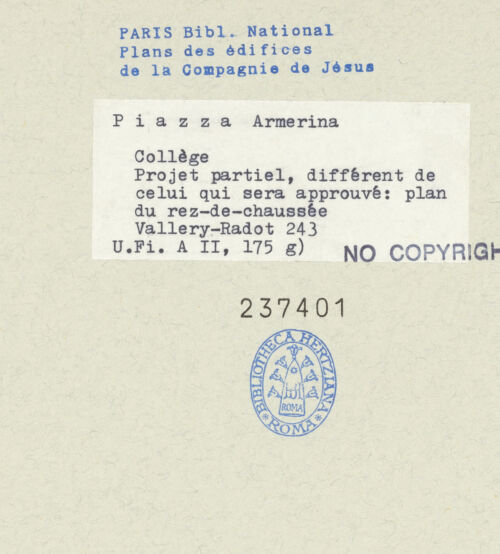 PARIS Bibl. National
Plans des édifices
de la Compagnie de Jésus
Piazza Armerina
Collège
Projet partiel, différent de
celui qui sera approuvé: plan
du rez-de-chaussée
Vallery-Radot 243
U.Fi. A II, 175 g)
NO COPYRIGH
237401
BIBLIOTHECA HERTZIANA
ROMA
ROMA